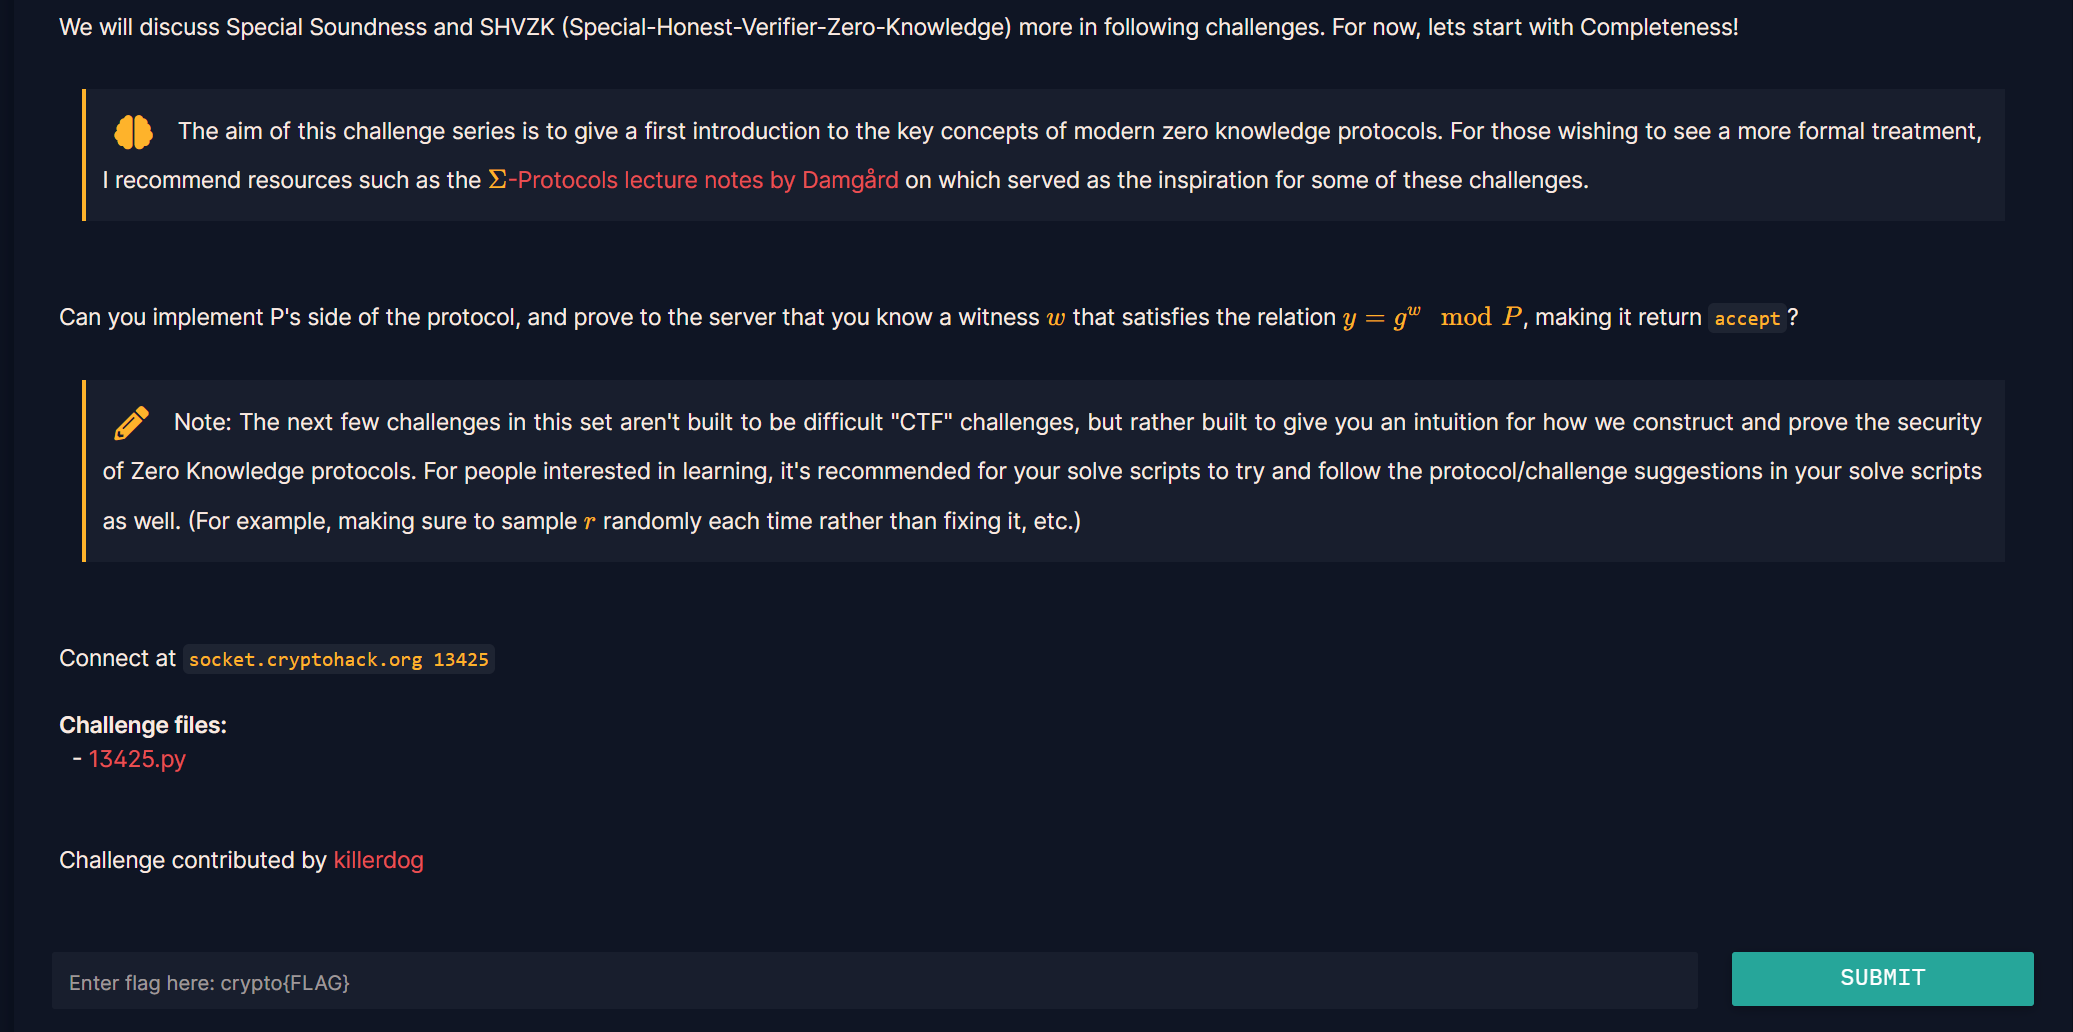 We will discuss Special Soundness and SHVZK (Special-Honest-Verifier-Zero-Knowledge) more in following challenges. For now, lets start with Completeness!
The aim of this challenge series is to give a first introduction to the key concepts of modern zero knowledge protocols. For those wishing to see a more formal treatment,
I recommend resources such as the Σ-Protocols lecture notes by Damgård on which served as the inspiration for some of these challenges.
Can you implement P's side of the protocol, and prove to the server that you know a witness w that satisfies the relation y = g^w mod P, making it return accept?
Note: The next few challenges in this set aren't built to be difficult "CTF" challenges, but rather built to give you an intuition for how we construct and prove the security
of Zero Knowledge protocols. For people interested in learning, it's recommended for your solve scripts to try and follow the protocol/challenge suggestions in your solve scripts
as well. (For example, making sure to sample r randomly each time rather than fixing it, etc.)
Connect at socket.cryptohack.org 13425
Challenge files:
- 13425.py
Challenge contributed by killerdog
Enter flag here: crypto{FLAG}
SUBMIT